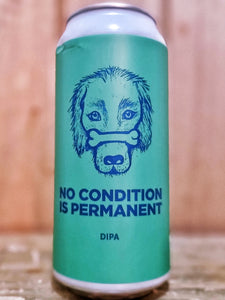 NO CONDITION
IS PERMANENT
DIPA